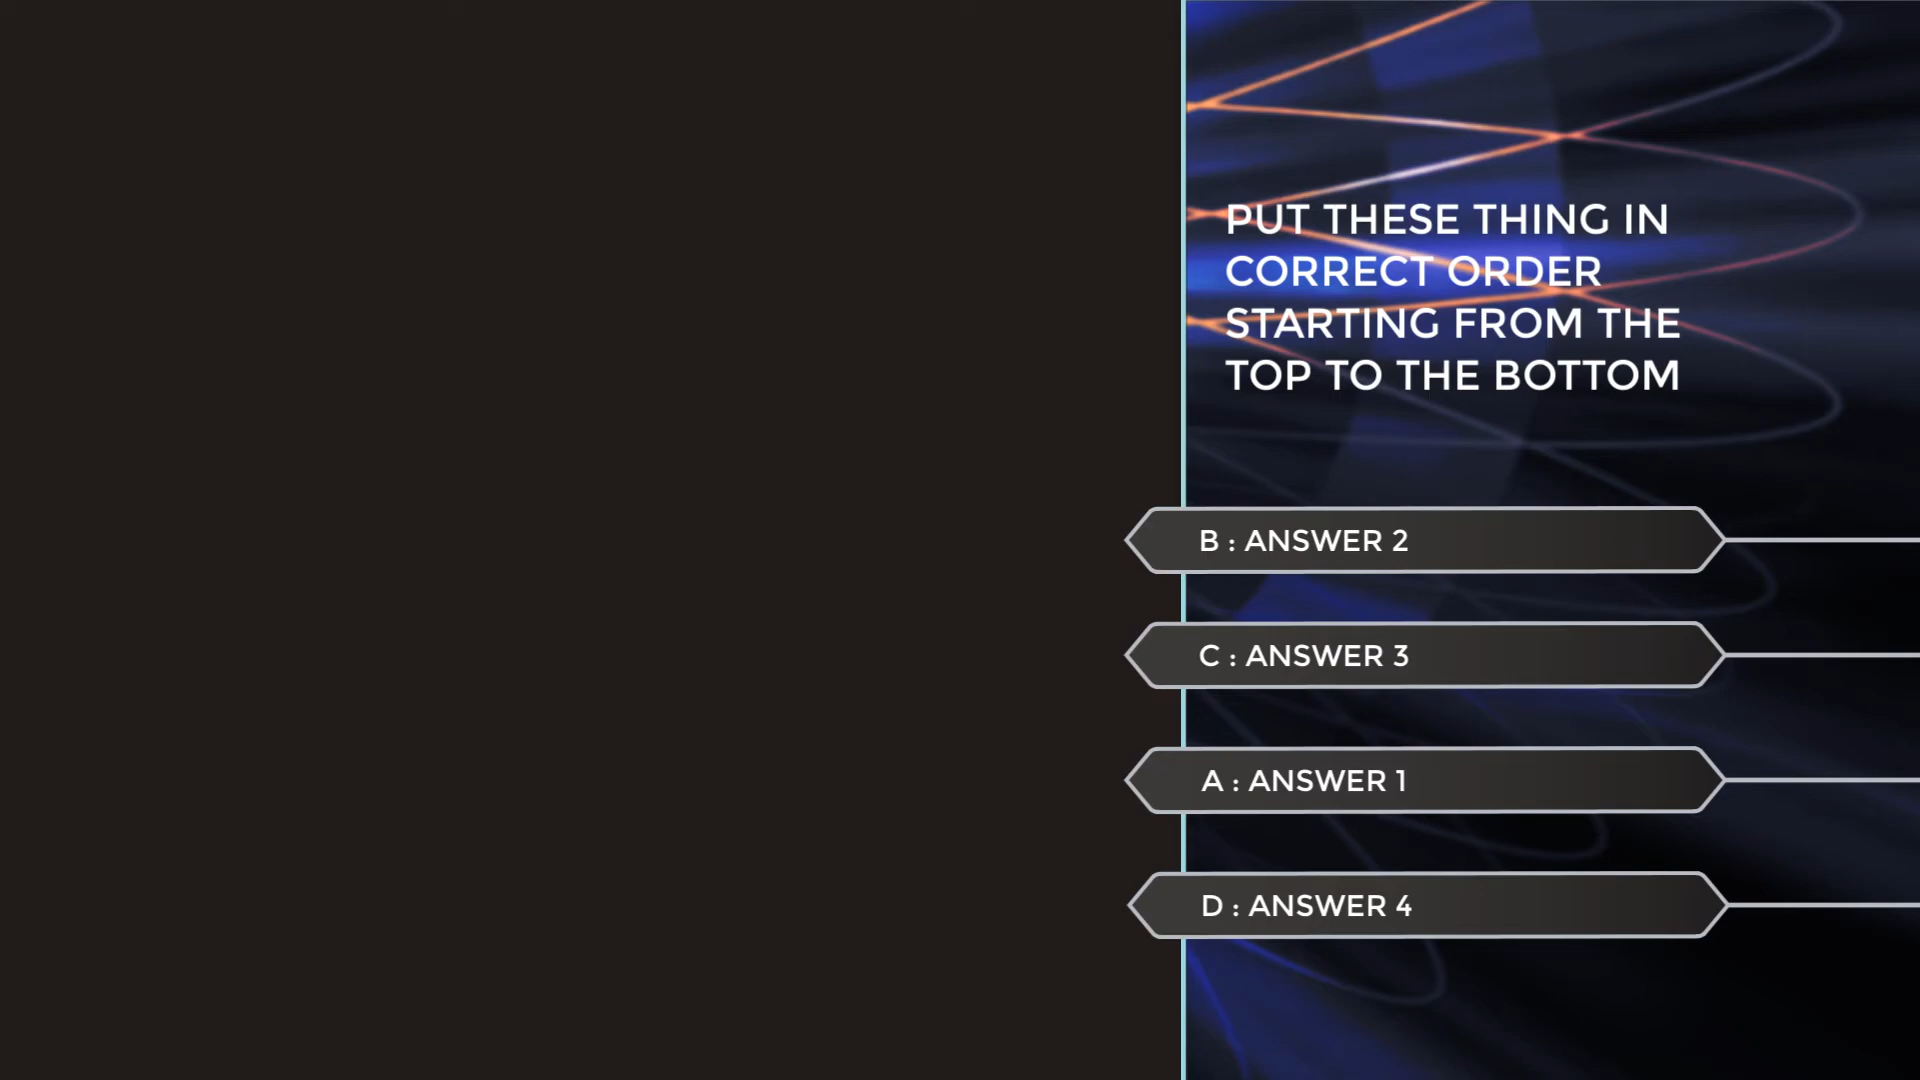 PUT THESE THING IN
CORRECT ORDER
STARTING FROM THE
TOP TO THE BOTTOM
B : ANSWER 2
C : ANSWER 3
A : ANSWER 1
D : ANSWER 4